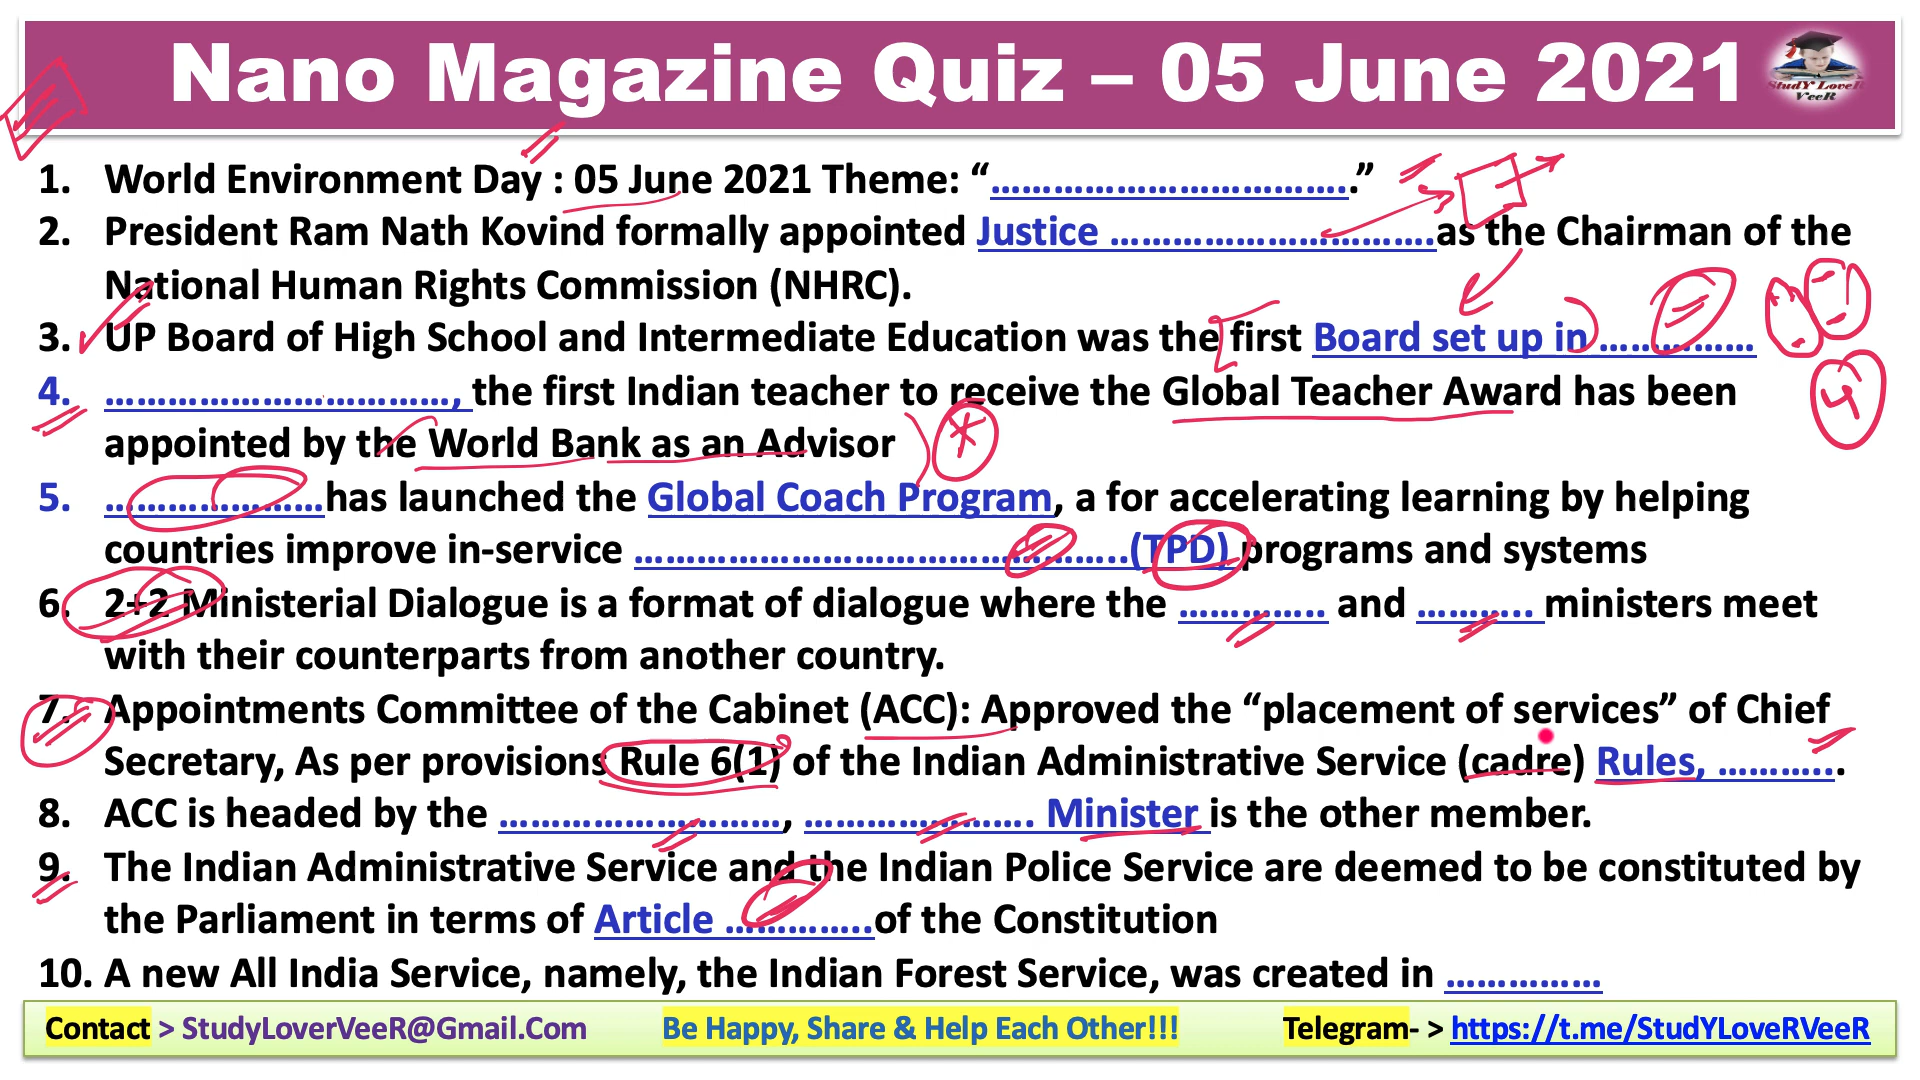 Nano Magazine Quiz – 05 June 2021
StudY LoveR
VeeR
1. World Environment Day : 05 June 2021 Theme: “……………………………….”
2. President Ram Nath Kovind formally appointed Justice ………………………….as the Chairman of the
National Human Rights Commission (NHRC).
3. UP Board of High School and Intermediate Education was the first Board set up in ……………
4. ……………………………, the first Indian teacher to receive the Global Teacher Award has been
appointed by the World Bank as an Advisor
5. …………………has launched the Global Coach Program, a for accelerating learning by helping
countries improve in-service …………………………………………..(TPD) programs and systems
6. 2+2 Ministerial Dialogue is a format of dialogue where the ………….. and ……….. ministers meet
with their counterparts from another country.
7. Appointments Committee of the Cabinet (ACC): Approved the “placement of services” of Chief
Secretary, As per provisions Rule 6(1) of the Indian Administrative Service (cadre) Rules, ………...
8. ACC is headed by the ………………………, …………………. Minister is the other member.
9. The Indian Administrative Service and the Indian Police Service are deemed to be constituted by
the Parliament in terms of Article …………..of the Constitution
10. A new All India Service, namely, the Indian Forest Service, was created in ……………
4
Contact > StudyLoverVeeR@Gmail.Com Be Happy, Share & Help Each Other!!! Telegram- > https://t.me/StudYLoveRVeeR